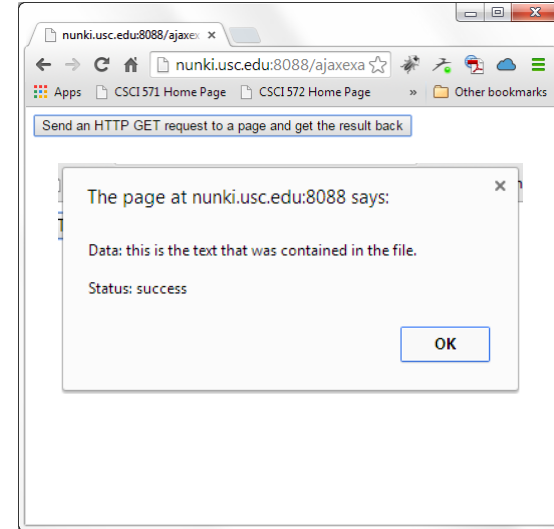 nunki.usc.edu:8088/ajaxex
nunki.usc.edu:8088/ajaxexa
Apps CSCI 571 Home Page CSCI 572 Home Page » Other bookmarks
Send an HTTP GET request to a page and get the result back
The page at nunki.usc.edu:8088 says:
Data: this is the text that was contained in the file.
Status: success
OK